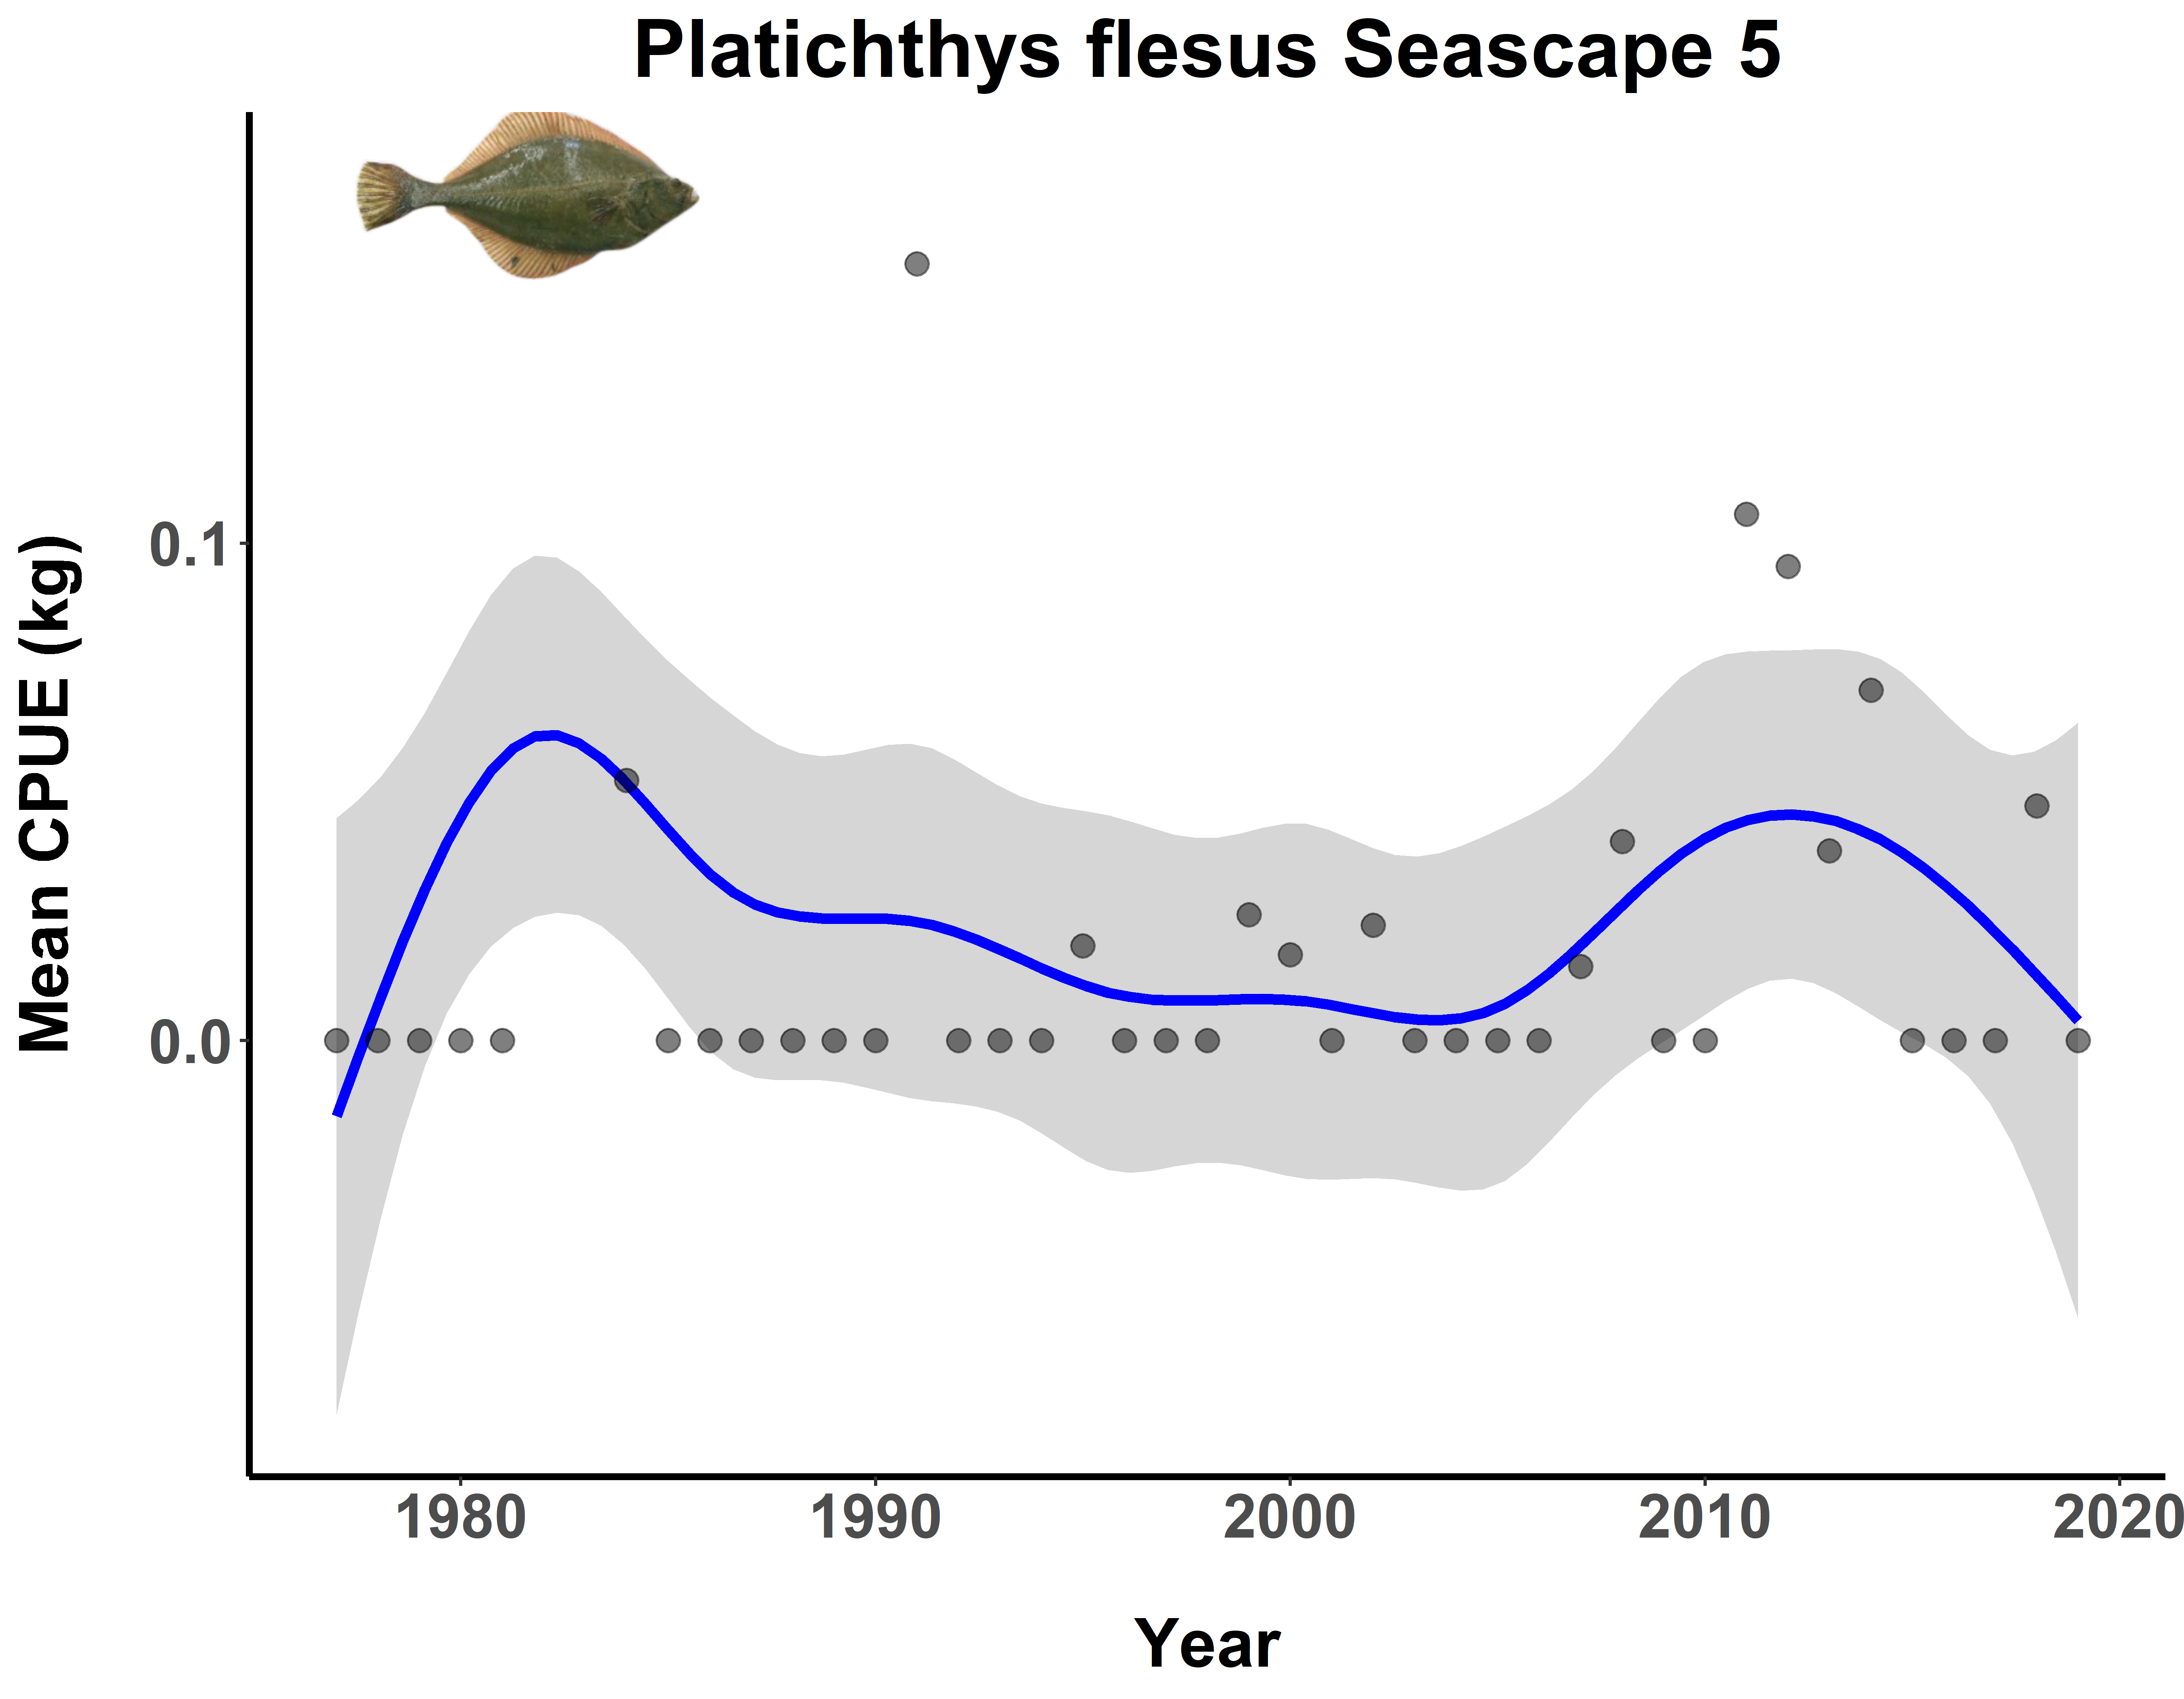 Platichthys flesus Seascape 5
Mean CPUE (kg)
0.1
0.0
1980 1990 2000 2010 2020
Year